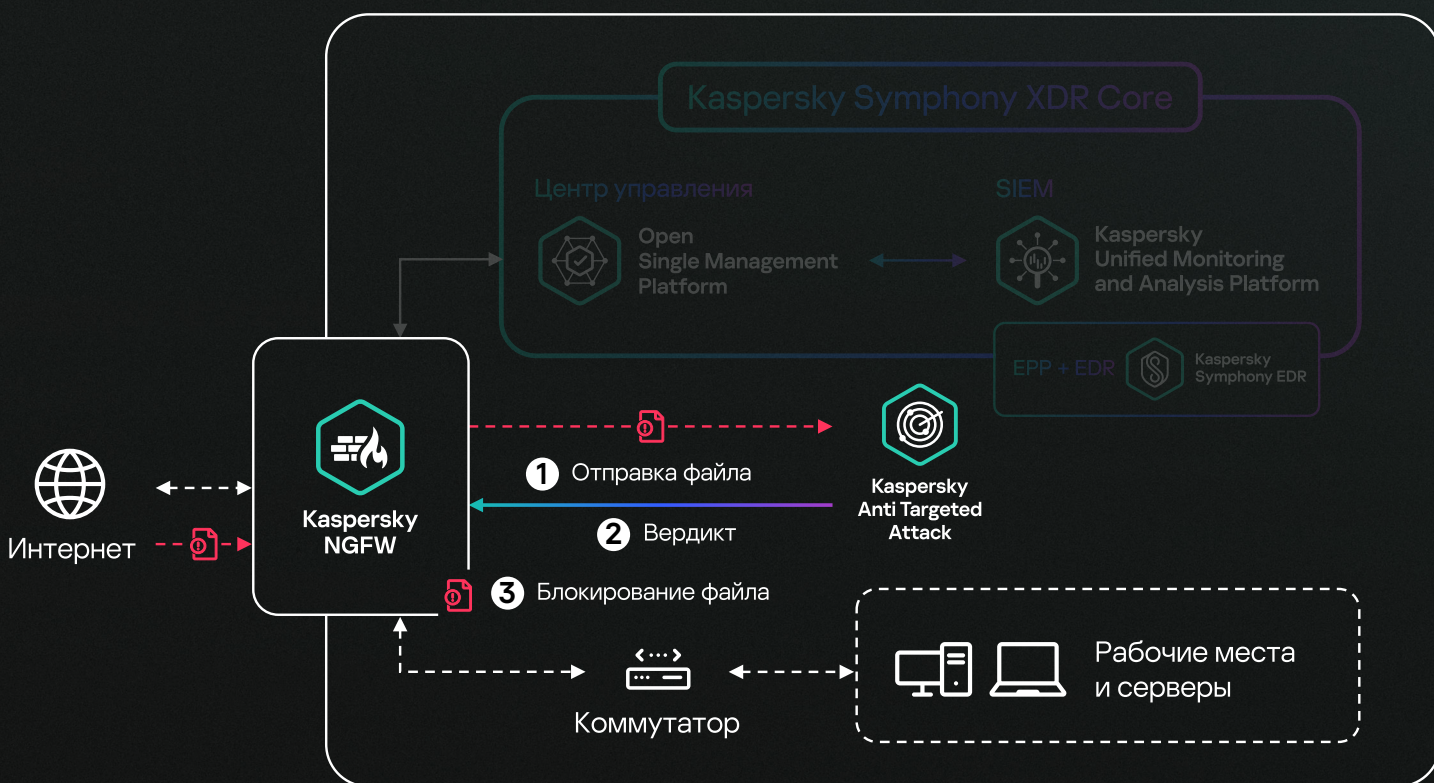 Kaspersky Symphony XDR Core
Центр управления
Open
Single Management
Platform
SIEM
Kaspersky
Unified Monitoring
and Analysis Platform
EPP + EDR
Kaspersky
Symphony EDR
Интернет
Kaspersky
NGFW
1 Отправка файла
2 Вердикт
3 Блокирование файла
Kaspersky
Anti Targeted
Attack
Коммутатор
Рабочие места
и серверы